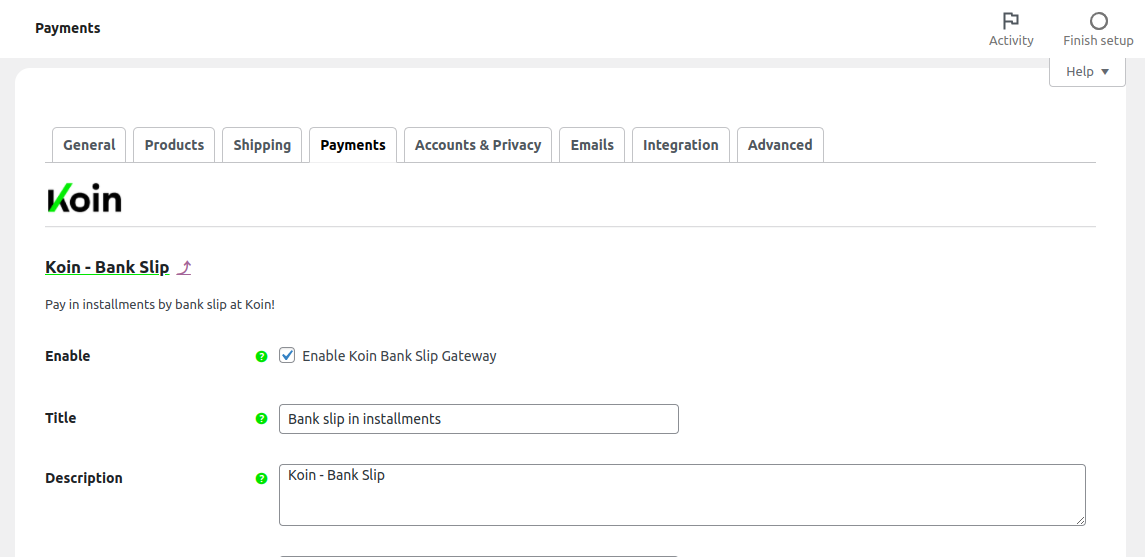 Payments
Activity
Finish setup
Help
General Products Shipping Payments Accounts & Privacy Emails Integration Advanced
Koin
Koin - Bank Slip
Pay in installments by bank slip at Koin!
Enable ? Enable Koin Bank Slip Gateway
Title ? Bank slip in installments
Description ? Koin - Bank Slip